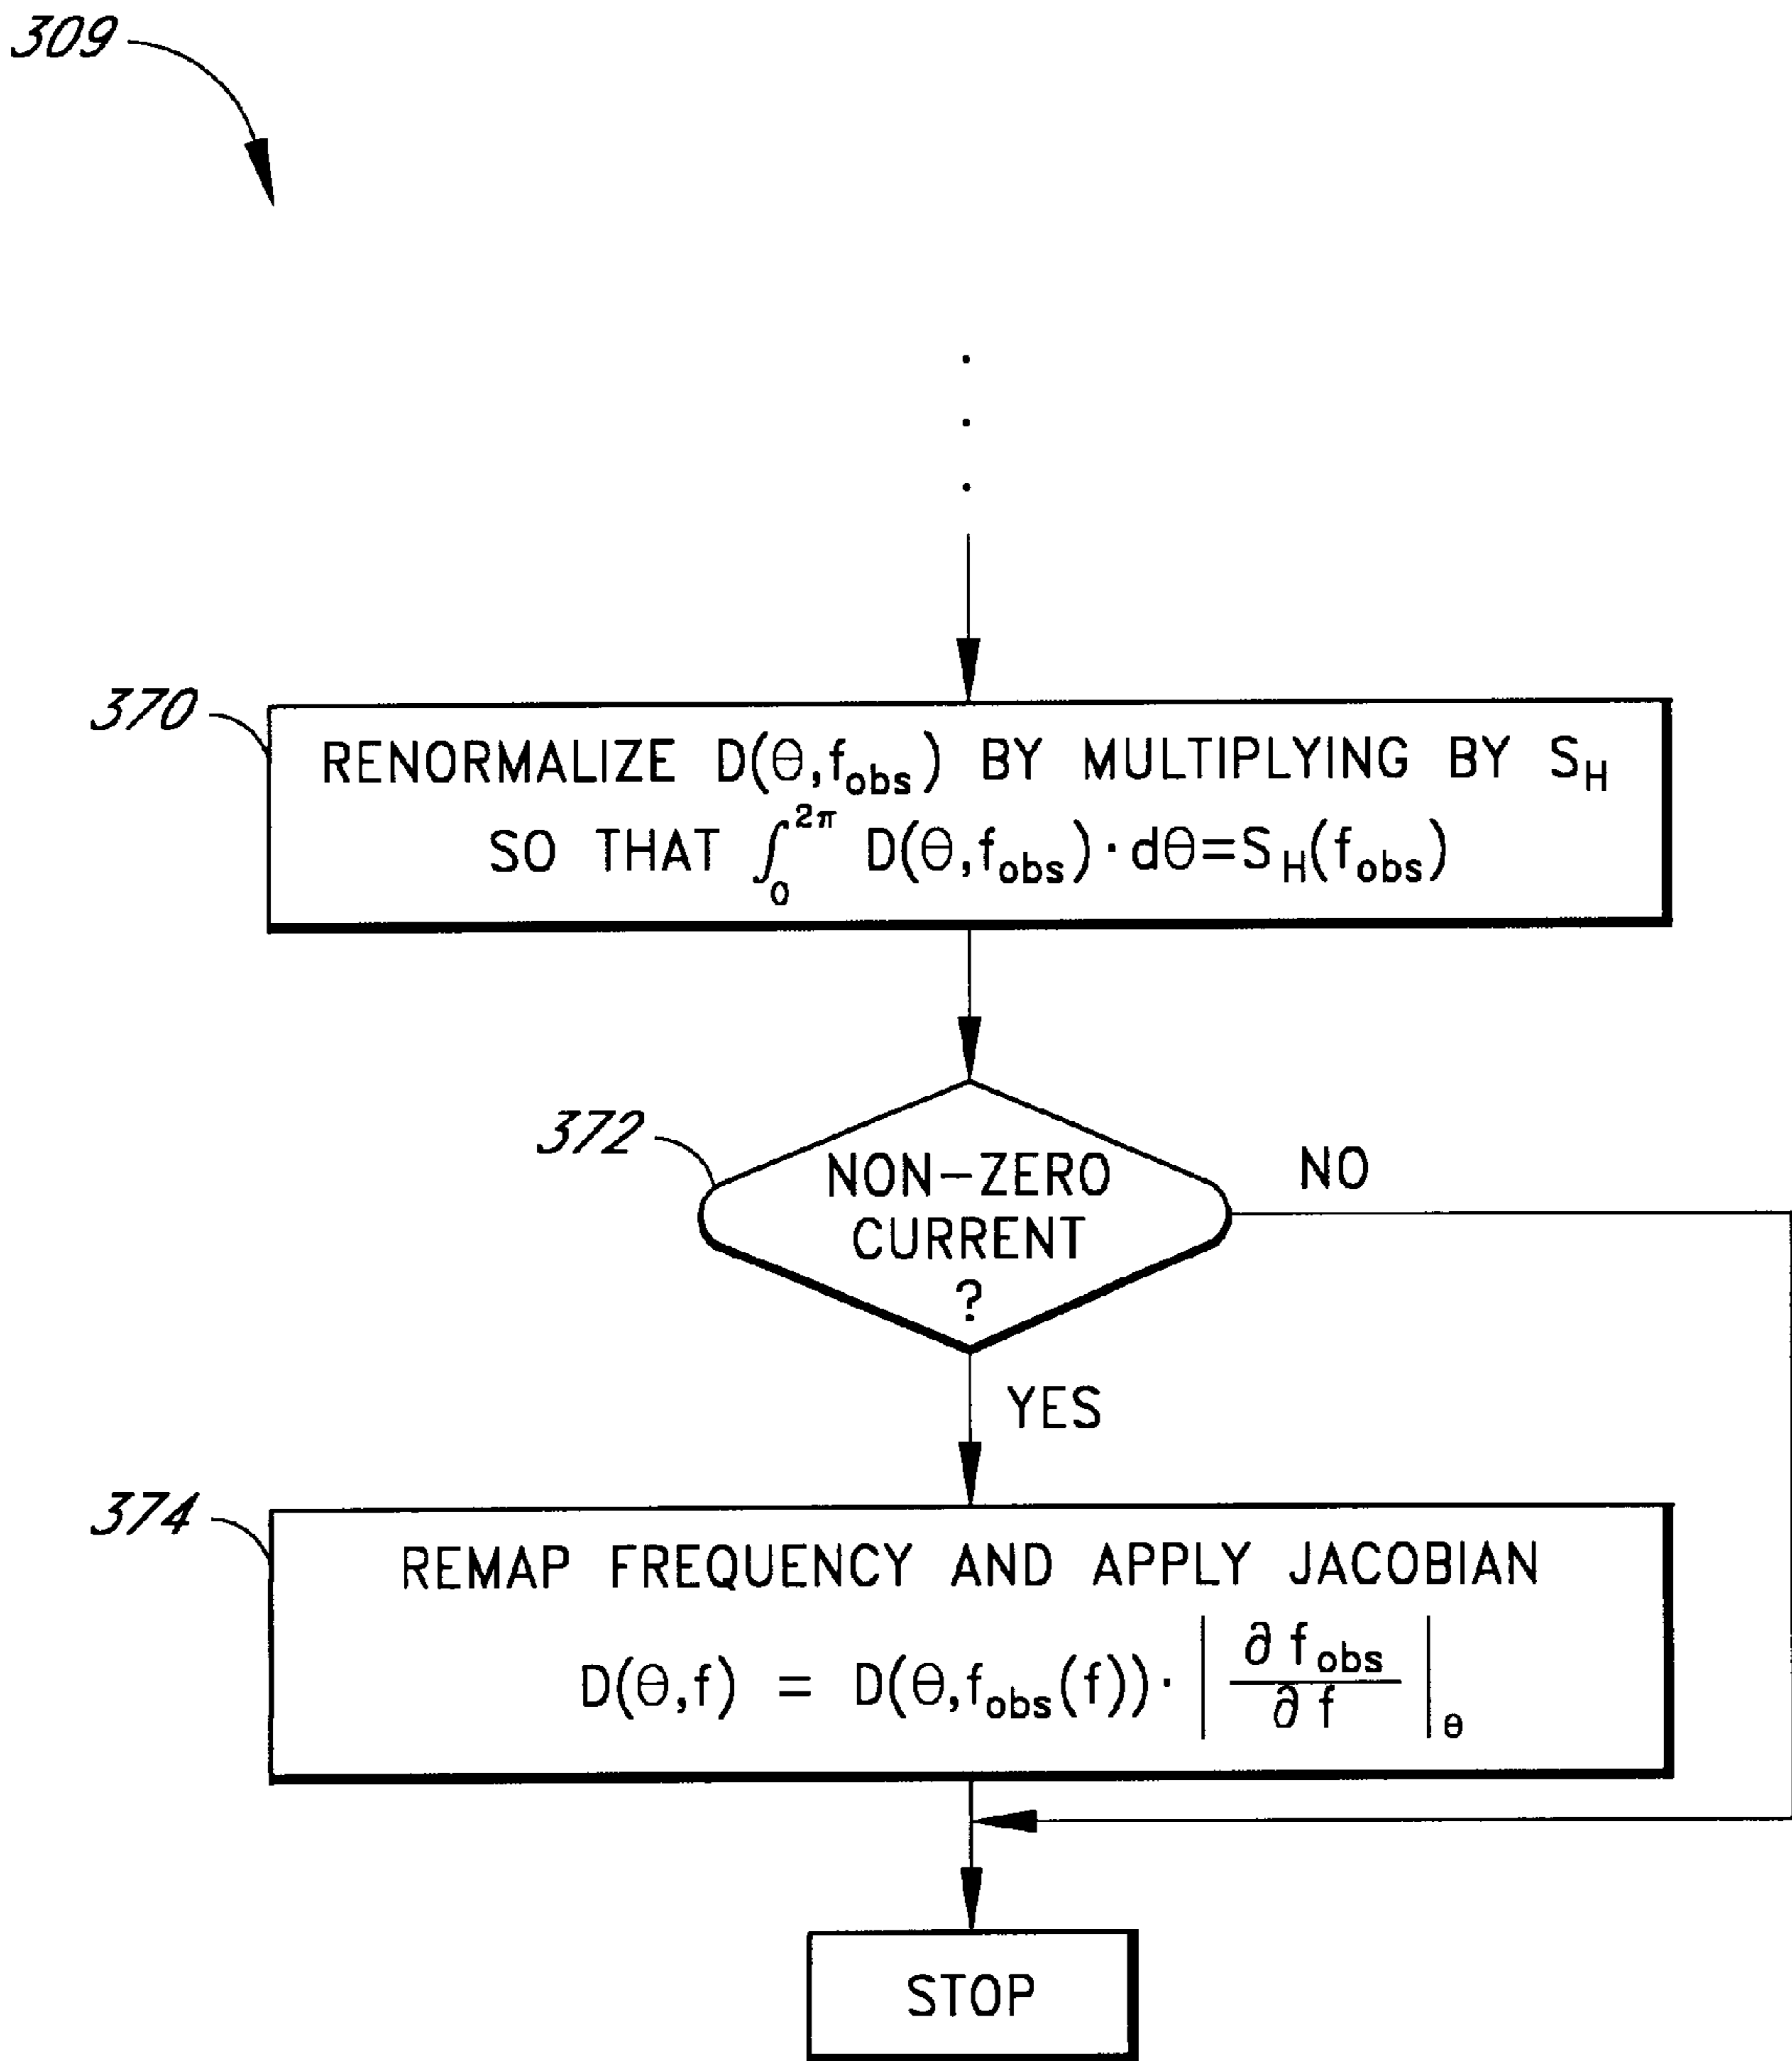 309
370
RENORMALIZE D(θ,f_obs) BY MULTIPLYING BY S_H
SO THAT ∫_0^2π D(θ,f_obs)·dθ=S_H(f_obs)
372
NON-ZERO
CURRENT
?
NO
YES
374
REMAP FREQUENCY AND APPLY JACOBIAN
D(θ,f) = D(θ,f_obs(f))·|∂f_obs/∂f|_θ
STOP